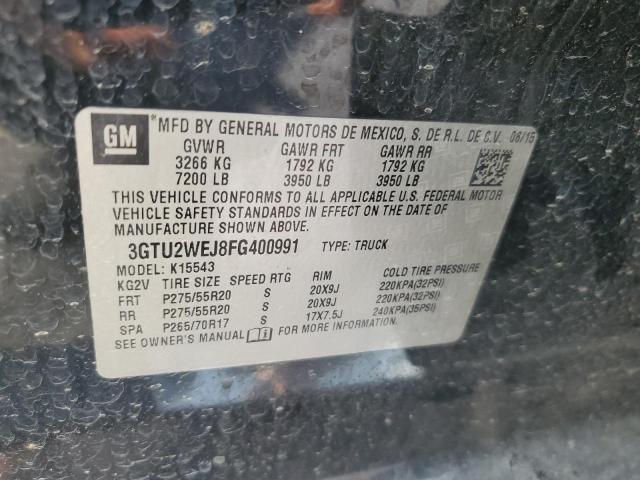 GM *MFD BY GENERAL MOTORS DE MEXICO, S. DE R.L. DE C.V. 06/15
GVWR GAWR FRT GAWR RR
3266 KG 1792 KG 1792 KG
7200 LB 3950 LB 3950 LB
THIS VEHICLE CONFORMS TO ALL APPLICABLE U.S. FEDERAL MOTOR
VEHICLE SAFETY STANDARDS IN EFFECT ON THE DATE OF
MANUFACTURE SHOWN ABOVE.
3GTU2WEJ8FG400991 TYPE: TRUCK
MODEL: K15543
KG2V TIRE SIZE SPEED RTG RIM COLD TIRE PRESSURE
FRT P275/55R20 S 20X9J 220KPA(32PSI)
RR P275/55R20 S 20X9J 220KPA(32PSI)
SPA P265/70R17 S 17X7.5J 240KPA(35PSI)
SEE OWNER'S MANUAL FOR MORE INFORMATION.